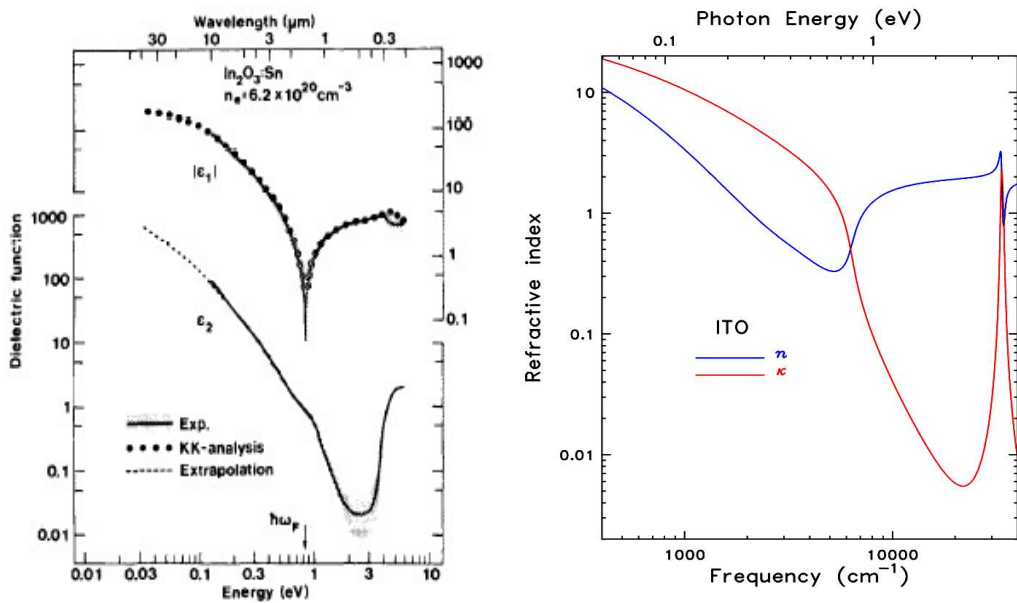 Wavelength (μm)
30 10 3 1 0.3
In₂O₃:Sn
nₑ=6.2×10²⁰cm⁻³
1000
100
10
1
0.1
|ε₁|
Dielectric function
1000
100
10
1
0.1
0.01
ε₂
Exp.
KK-analysis
Extrapolation
ħω_F
0.01 0.03 0.1 0.3 1 3 10
Energy (eV)
Photon Energy (eV)
0.1 1
Refractive index
10
1
0.1
0.01
ITO
n
κ
1000 10000
Frequency (cm⁻¹)